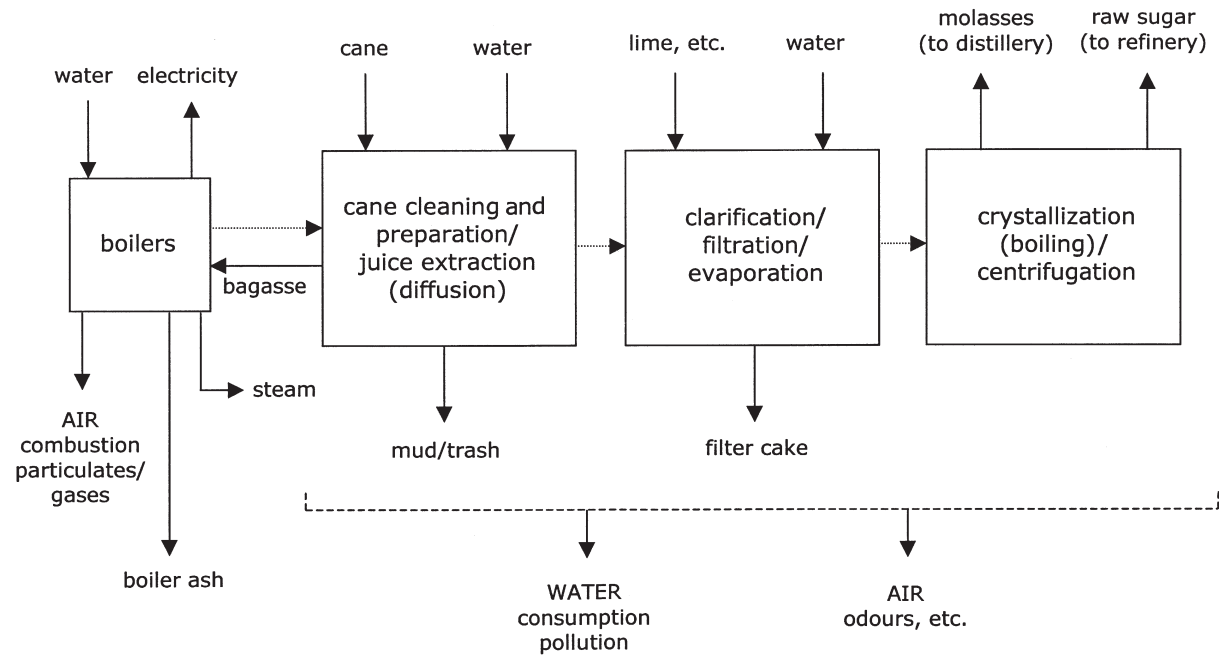 water
electricity
cane
water
lime, etc.
water
molasses
(to distillery)
raw sugar
(to refinery)
boilers
bagasse
cane cleaning and
preparation/
juice extraction
(diffusion)
clarification/
filtration/
evaporation
crystallization
(boiling)/
centrifugation
AIR
combustion
particulates/
gases
boiler ash
steam
mud/trash
filter cake
WATER
consumption
pollution
AIR
odours, etc.